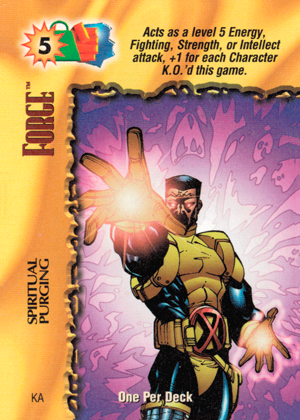 5
Acts as a level 5 Energy,
Fighting, Strength, or Intellect
attack, +1 for each Character
K.O.'d this game.
FORGE™
SPIRITUAL
PURGING
KA
One Per Deck